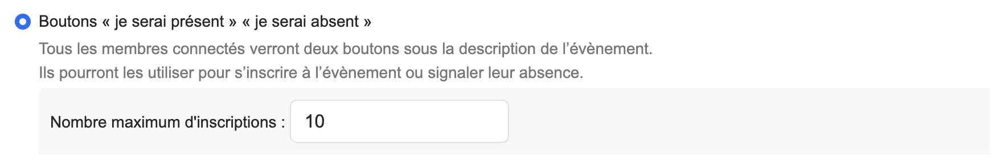 Boutons « je serai présent » « je serai absent »
Tous les membres connectés verront deux boutons sous la description de l’évènement.
Ils pourront les utiliser pour s’inscrire à l’évènement ou signaler leur absence.
Nombre maximum d'inscriptions : 10